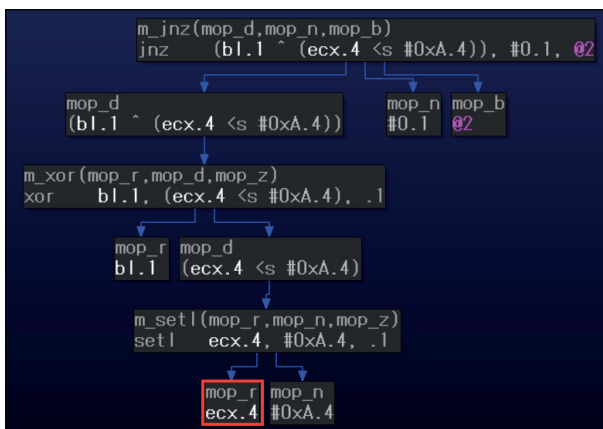 m_jnz(mop_d,mop_n,mop_b)
jnz (bl.1 ^ (ecx.4 <s #0xA.4)), #0.1, @2
mop_d
(bl.1 ^ (ecx.4 <s #0xA.4))
mop_n
#0.1
mop_b
@2
m_xor(mop_r,mop_d,mop_z)
xor bl.1, (ecx.4 <s #0xA.4), .1
mop_r
bl.1
mop_d
(ecx.4 <s #0xA.4)
m_setl(mop_r,mop_n,mop_z)
setl ecx.4, #0xA.4, .1
mop_r
ecx.4
mop_n
#0xA.4